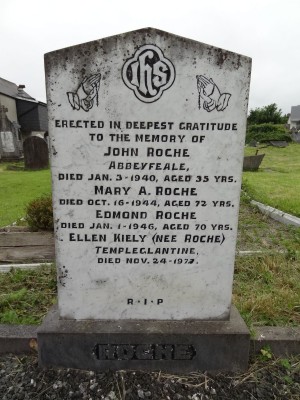 IHS
ERECTED IN DEEPEST GRATITUDE
TO THE MEMORY OF
JOHN ROCHE
ABBEYFEALE,
DIED JAN. 3-1940, AGED 35 YRS.
MARY A. ROCHE
DIED OCT. 16-1944, AGED 72 YRS.
EDMOND ROCHE
DIED JAN. 1-1946, AGED 70 YRS.
ELLEN KIELY (NEE ROCHE)
TEMPLEGLANTINE,
DIED NOV. 24-1977.
R-I-P
ROCHE